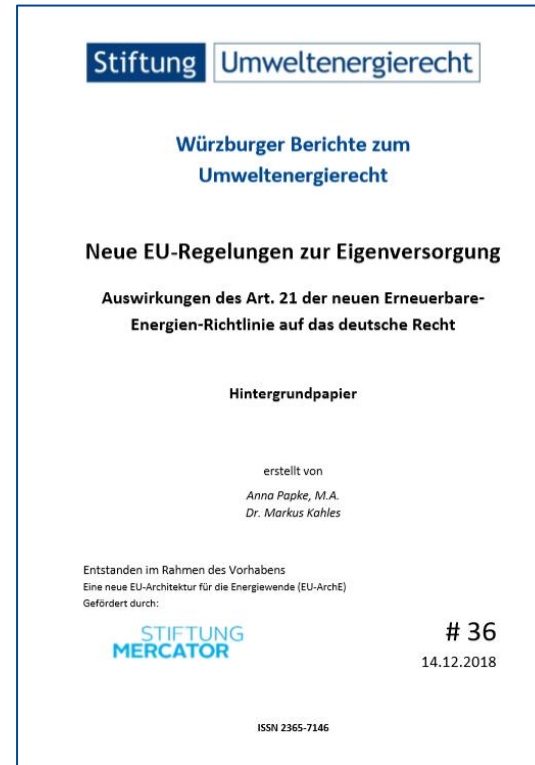 Stiftung Umweltenergierecht
Würzburger Berichte zum
Umweltenergierecht
Neue EU-Regelungen zur Eigenversorgung
Auswirkungen des Art. 21 der neuen Erneuerbare-
Energien-Richtlinie auf das deutsche Recht
Hintergrundpapier
erstellt von
Anna Papke, M.A.
Dr. Markus Kahles
Entstanden im Rahmen des Vorhabens
Eine neue EU-Architektur für die Energiewende (EU-ArchE)
Gefördert durch:
STIFTUNG
MERCATOR
# 36
14.12.2018
ISSN 2365-7146